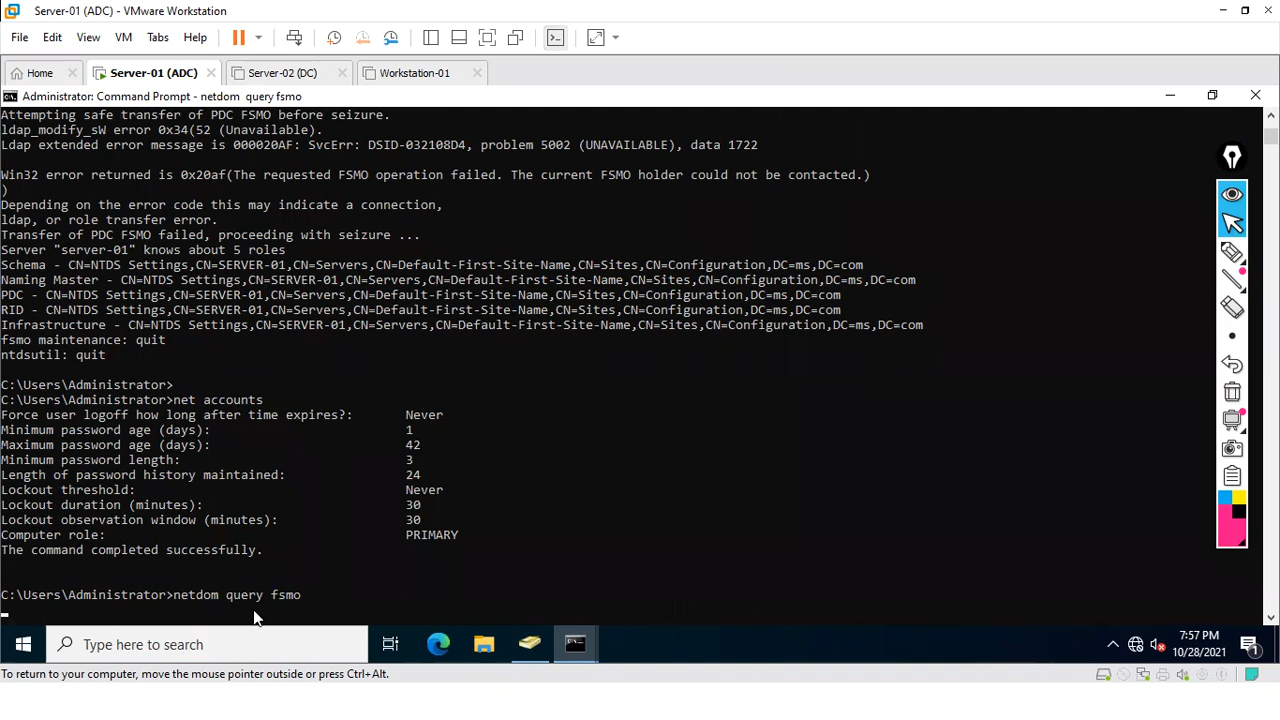 Server-01 (ADC) - VMware Workstation
File Edit View VM Tabs Help
Home Server-01 (ADC) Server-02 (DC) Workstation-01
Administrator: Command Prompt - netdom  query fsmo
Attempting safe transfer of PDC FSMO before seizure.
ldap_modify_sW error 0x34(52 (Unavailable).
Ldap extended error message is 000020AF: SvcErr: DSID-032108D4, problem 5002 (UNAVAILABLE), data 1722
Win32 error returned is 0x20af(The requested FSMO operation failed. The current FSMO holder could not be contacted.)
)
Depending on the error code this may indicate a connection,
ldap, or role transfer error.
Transfer of PDC FSMO failed, proceeding with seizure ...
Server "server-01" knows about 5 roles
Schema - CN=NTDS Settings,CN=SERVER-01,CN=Servers,CN=Default-First-Site-Name,CN=Sites,CN=Configuration,DC=ms,DC=com
Naming Master - CN=NTDS Settings,CN=SERVER-01,CN=Servers,CN=Default-First-Site-Name,CN=Sites,CN=Configuration,DC=ms,DC=com
PDC - CN=NTDS Settings,CN=SERVER-01,CN=Servers,CN=Default-First-Site-Name,CN=Sites,CN=Configuration,DC=ms,DC=com
RID - CN=NTDS Settings,CN=SERVER-01,CN=Servers,CN=Default-First-Site-Name,CN=Sites,CN=Configuration,DC=ms,DC=com
Infrastructure - CN=NTDS Settings,CN=SERVER-01,CN=Servers,CN=Default-First-Site-Name,CN=Sites,CN=Configuration,DC=ms,DC=com
fsmo maintenance: quit
ntdsutil: quit
C:\Users\Administrator>
C:\Users\Administrator>net accounts
Force user logoff how long after time expires?: Never
Minimum password age (days): 1
Maximum password age (days): 42
Minimum password length: 3
Length of password history maintained: 24
Lockout threshold: Never
Lockout duration (minutes): 30
Lockout observation window (minutes): 30
Computer role: PRIMARY
The command completed successfully.
C:\Users\Administrator>netdom query fsmo
Type here to search
7:57 PM
10/28/2021
1
To return to your computer, move the mouse pointer outside or press Ctrl+Alt.